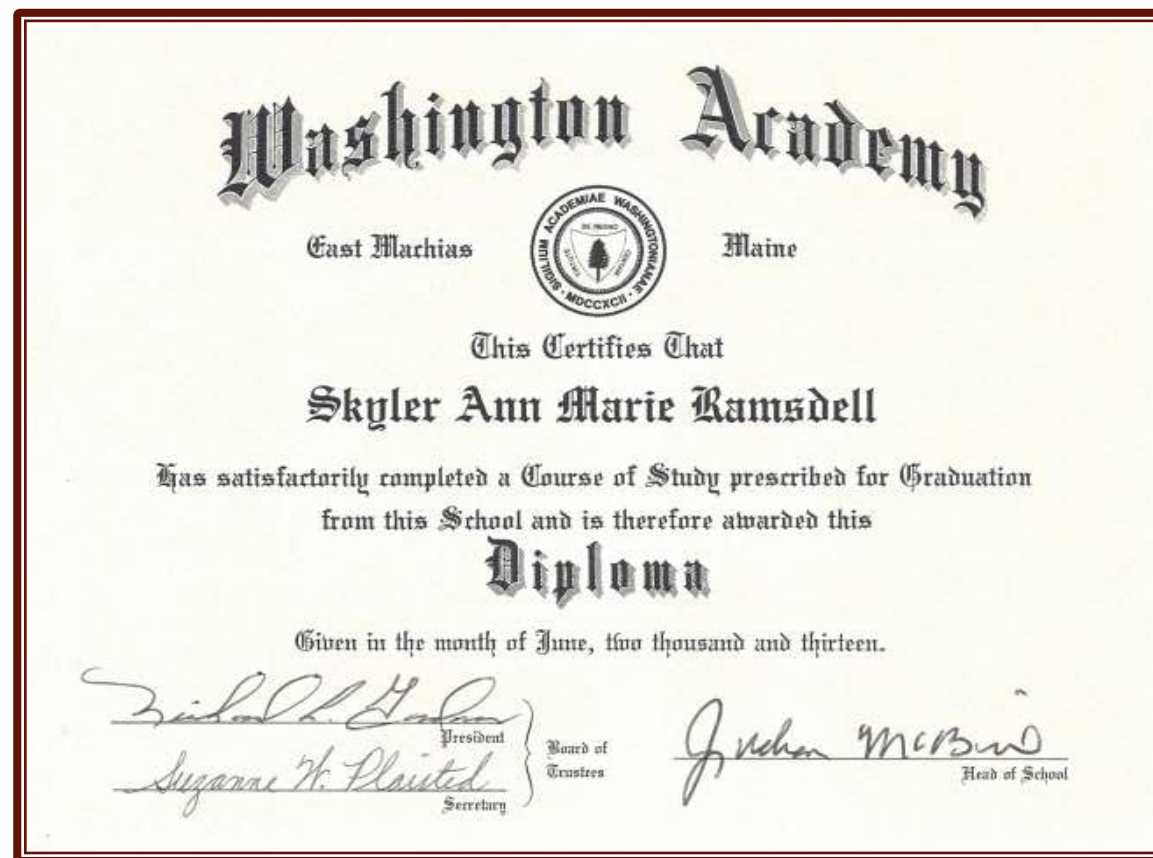 Washington Academy
East Machias Maine
SIGILIUM ACADEMIAE WASHINGTONIANAE
MDCCXCII
This Certifies That
Skyler Ann Marie Ramsdell
Has satisfactorily completed a Course of Study prescribed for Graduation
from this School and is therefore awarded this
Diploma
Given in the month of June, two thousand and thirteen.
President
Suzanne W. Plaisted
Secretary
Board of
Trustees
Head of School